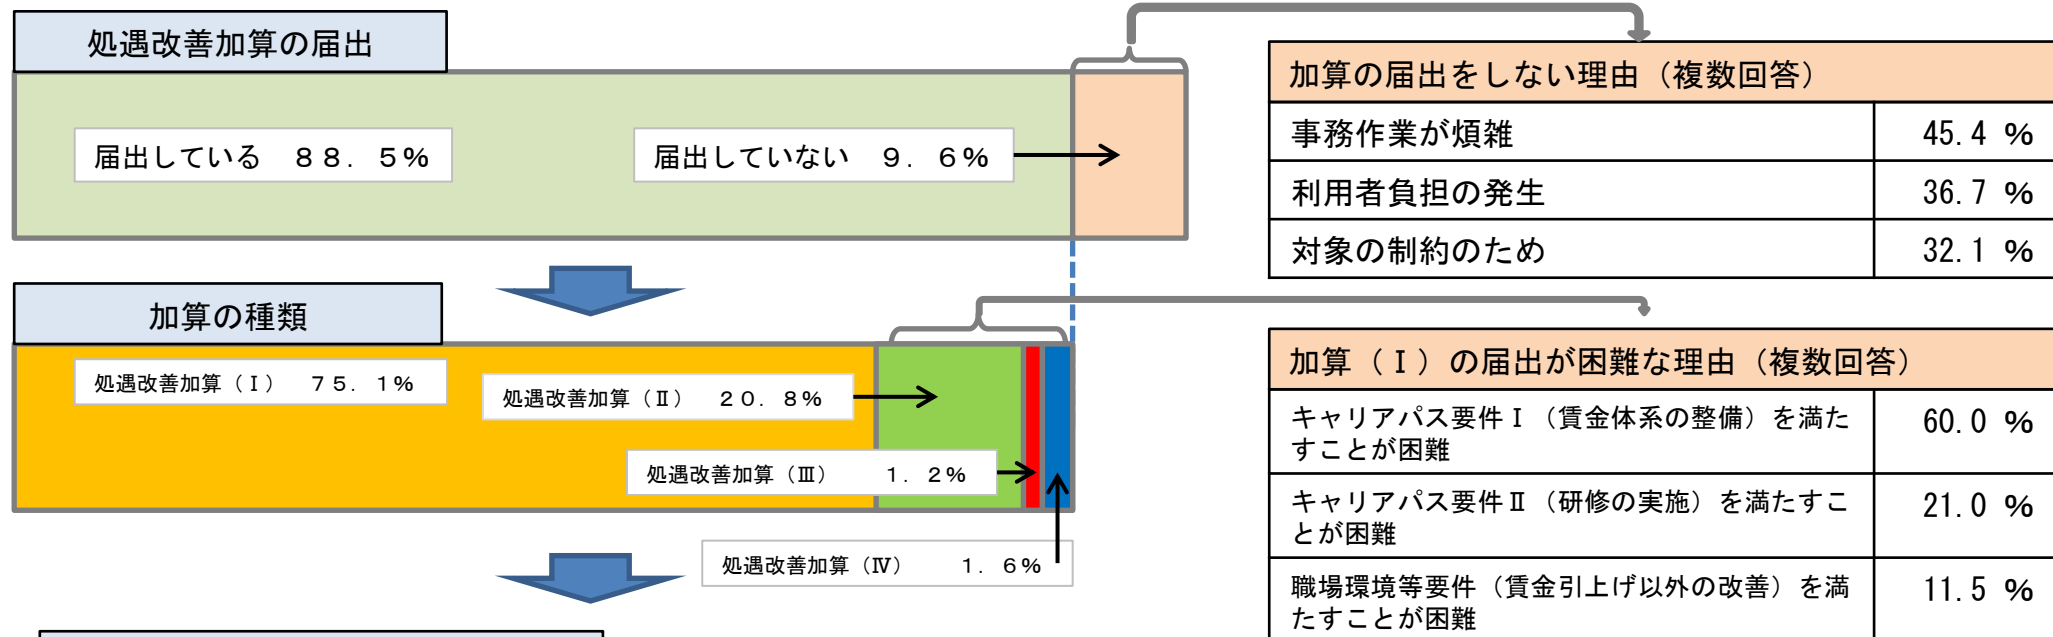 処遇改善加算の届出
届出している　８８．５％
届出していない　９．６％
加算の届出をしない理由（複数回答）
事務作業が煩雑　45.4 %
利用者負担の発生　36.7 %
対象の制約のため　32.1 %
加算の種類
処遇改善加算（Ⅰ）　７５．１％
処遇改善加算（Ⅱ）　２０．８％
処遇改善加算（Ⅲ）　１．２％
処遇改善加算（Ⅳ）　１．６％
加算（Ⅰ）の届出が困難な理由（複数回答）
キャリアパス要件Ⅰ（賃金体系の整備）を満た
すことが困難　60.0 %
キャリアパス要件Ⅱ（研修の実施）を満たすこ
とが困難　21.0 %
職場環境等要件（賃金引上げ以外の改善）を満
たすことが困難　11.5 %